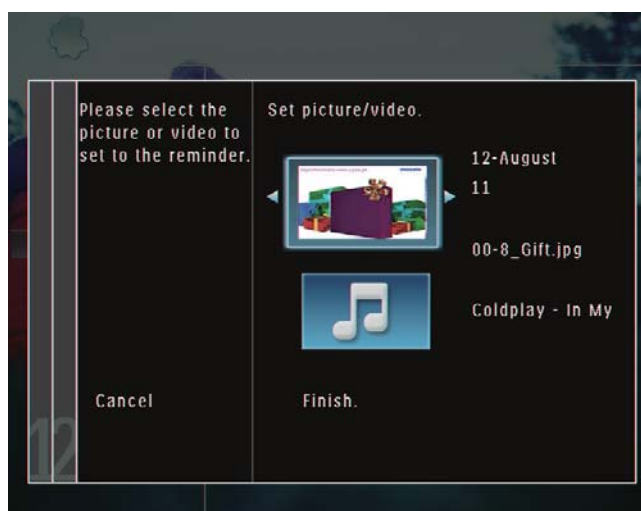 Please select the
picture or video to
set to the reminder.
Set picture/video.
12-August
11
00-8_Gift.jpg
Coldplay - In My
Cancel
Finish.
12